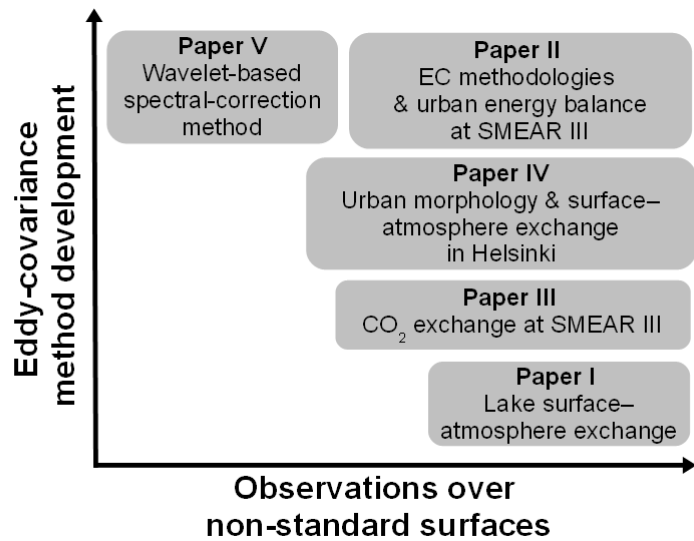 Paper V
Wavelet-based
spectral-correction
method
Paper II
EC methodologies
& urban energy balance
at SMEAR III
Paper IV
Urban morphology & surface–
atmosphere exchange
in Helsinki
Paper III
CO₂ exchange at SMEAR III
Paper I
Lake surface–
atmosphere exchange
Eddy-covariance
method development
Observations over
non-standard surfaces